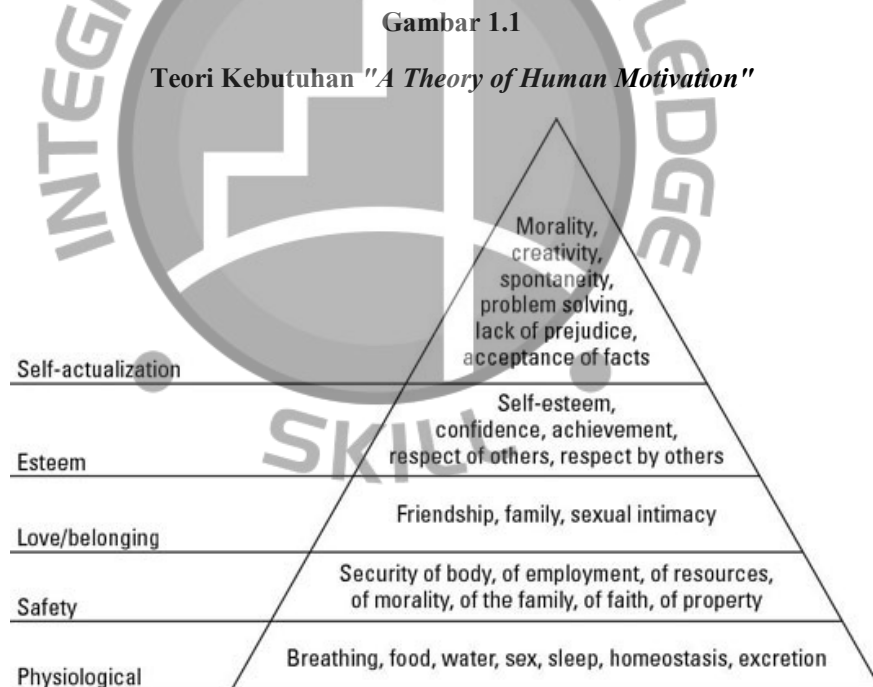 Gambar 1.1
Teori Kebutuhan "A Theory of Human Motivation"
Morality,
creativity,
spontaneity,
problem solving,
lack of prejudice,
acceptance of facts
Self-actualization
Self-esteem,
confidence, achievement,
respect of others, respect by others
Esteem
Friendship, family, sexual intimacy
Love/belonging
Security of body, of employment, of resources,
of morality, of the family, of faith, of property
Safety
Breathing, food, water, sex, sleep, homeostasis, excretion
Physiological
SKILL